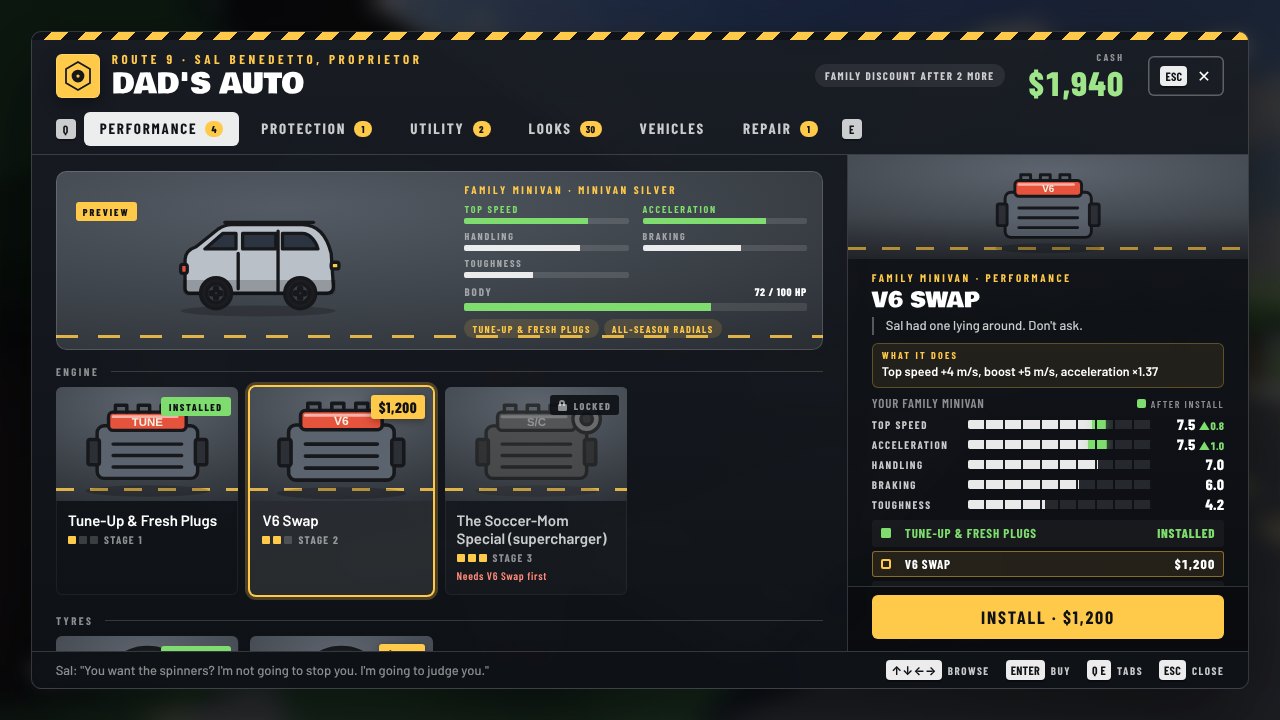 ROUTE 9 · SAL BENEDETTO, PROPRIETOR
DAD'S AUTO
FAMILY DISCOUNT AFTER 2 MORE
CASH
$1,940
ESC ×
Q PERFORMANCE 4 PROTECTION 1 UTILITY 2 LOOKS 30 VEHICLES REPAIR 1 E
PREVIEW
FAMILY MINIVAN · MINIVAN SILVER
TOP SPEED ACCELERATION
HANDLING BRAKING
TOUGHNESS
BODY 72 / 100 HP
TUNE-UP & FRESH PLUGS ALL-SEASON RADIALS
ENGINE
TUNE INSTALLED
Tune-Up & Fresh Plugs
STAGE 1
V6 $1,200
V6 Swap
STAGE 2
S/C LOCKED
The Soccer-Mom
Special (supercharger)
STAGE 3
Needs V6 Swap first
TYRES
V6
FAMILY MINIVAN · PERFORMANCE
V6 SWAP
Sal had one lying around. Don't ask.
WHAT IT DOES
Top speed +4 m/s, boost +5 m/s, acceleration ×1.37
YOUR FAMILY MINIVAN AFTER INSTALL
TOP SPEED 7.5 ▲0.8
ACCELERATION 7.5 ▲1.0
HANDLING 7.0
BRAKING 6.0
TOUGHNESS 4.2
TUNE-UP & FRESH PLUGS INSTALLED
V6 SWAP $1,200
INSTALL · $1,200
Sal: "You want the spinners? I'm not going to stop you. I'm going to judge you."
↑↓←→ BROWSE ENTER BUY Q E TABS ESC CLOSE